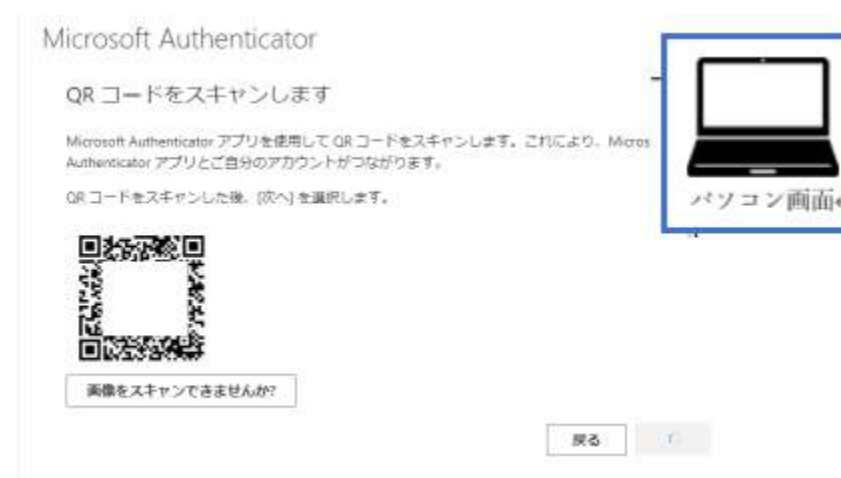 Microsoft Authenticator
QR コードをスキャンします
Microsoft Authenticator アプリを使用して QR コードをスキャンします。これにより、Micros
Authenticator アプリとご自分のアカウントがつながります。
QR コードをスキャンした後、[次へ] を選択します。
パソコン画面
画像をスキャンできませんか?
戻る